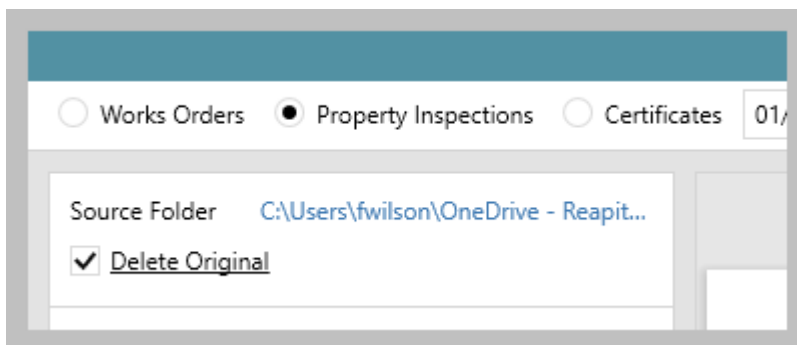 Works Orders Property Inspections Certificates 01/
Source Folder C:\Users\fwilson\OneDrive - Reapit...
Delete Original